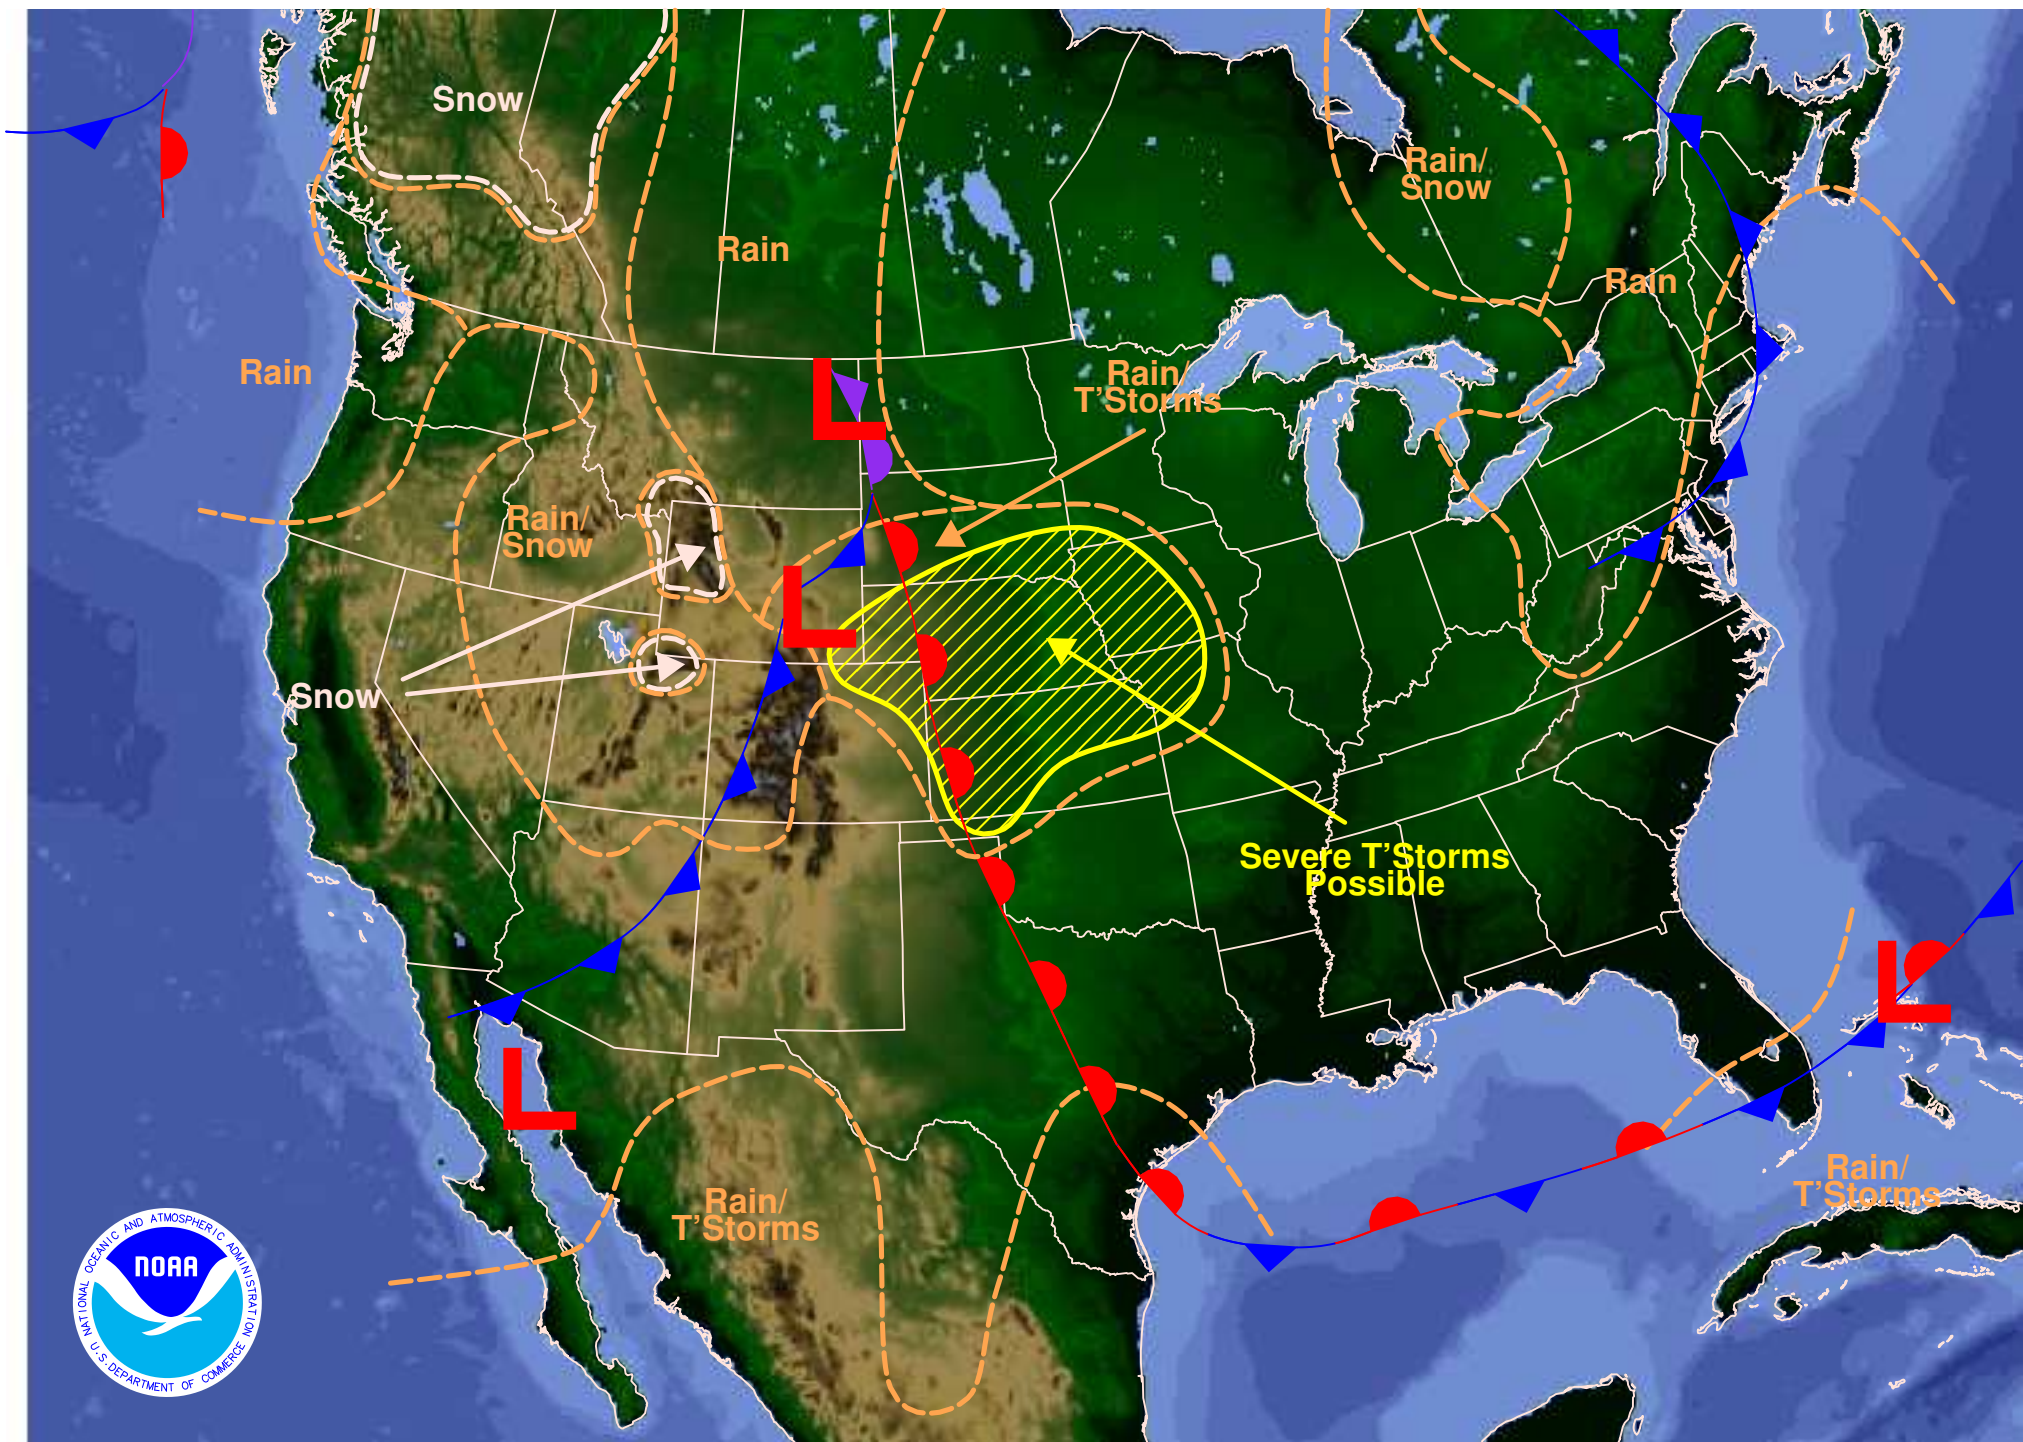 Snow
Rain/
Snow
Rain
Rain
Rain
Rain/
T'Storms
Rain/
Snow
Snow
Severe T'Storms
Possible
Rain/
T'Storms
Rain/
T'Storms
L
L
L
L
NATIONAL OCEANIC AND ATMOSPHERIC ADMINISTRATION
NOAA
U.S. DEPARTMENT OF COMMERCE